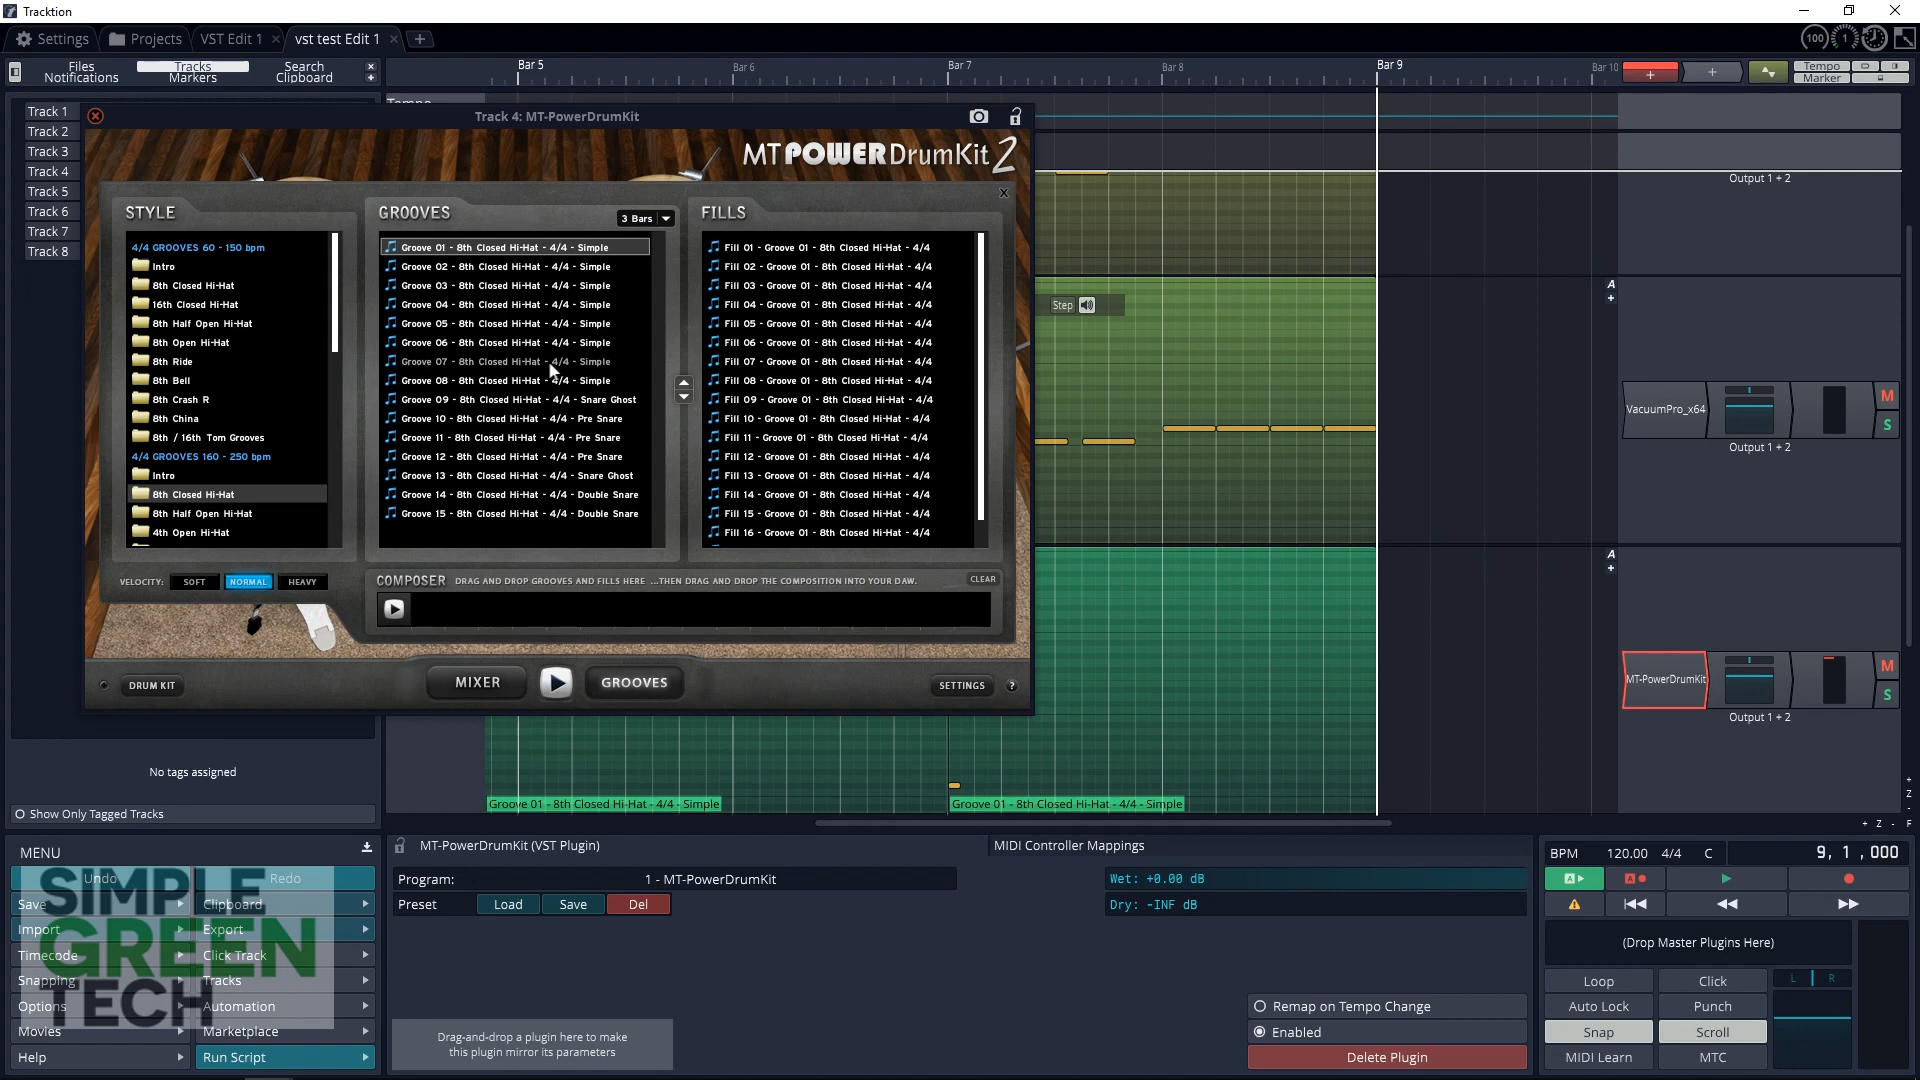 Tracktion
Settings
Projects
VST Edit 1
vst test Edit 1
100
1
Files
Tracks
Search
Notifications
Markers
Clipboard
Bar 5
Bar 6
Bar 7
Bar 8
Bar 9
Bar 10
Tempo
Marker
Track 1
Track 2
Track 3
Track 4
Track 5
Track 6
Track 7
Track 8
Track 4: MT-PowerDrumKit
MT POWER DrumKit 2
STYLE
4/4 GROOVES 60 - 150 bpm
Intro
8th Closed Hi-Hat
16th Closed Hi-Hat
8th Half Open Hi-Hat
8th Open Hi-Hat
8th Ride
8th Bell
8th Crash R
8th China
8th / 16th Tom Grooves
4/4 GROOVES 160 - 250 bpm
Intro
8th Closed Hi-Hat
8th Half Open Hi-Hat
4th Open Hi-Hat
VELOCITY: SOFT NORMAL HEAVY
GROOVES
3 Bars
Groove 01 - 8th Closed Hi-Hat - 4/4 - Simple
Groove 02 - 8th Closed Hi-Hat - 4/4 - Simple
Groove 03 - 8th Closed Hi-Hat - 4/4 - Simple
Groove 04 - 8th Closed Hi-Hat - 4/4 - Simple
Groove 05 - 8th Closed Hi-Hat - 4/4 - Simple
Groove 06 - 8th Closed Hi-Hat - 4/4 - Simple
Groove 07 - 8th Closed Hi-Hat - 4/4 - Simple
Groove 08 - 8th Closed Hi-Hat - 4/4 - Simple
Groove 09 - 8th Closed Hi-Hat - 4/4 - Snare Ghost
Groove 10 - 8th Closed Hi-Hat - 4/4 - Pre Snare
Groove 11 - 8th Closed Hi-Hat - 4/4 - Pre Snare
Groove 12 - 8th Closed Hi-Hat - 4/4 - Pre Snare
Groove 13 - 8th Closed Hi-Hat - 4/4 - Snare Ghost
Groove 14 - 8th Closed Hi-Hat - 4/4 - Double Snare
Groove 15 - 8th Closed Hi-Hat - 4/4 - Double Snare
FILLS
X
Fill 01 - Groove 01 - 8th Closed Hi-Hat - 4/4
Fill 02 - Groove 01 - 8th Closed Hi-Hat - 4/4
Fill 03 - Groove 01 - 8th Closed Hi-Hat - 4/4
Fill 04 - Groove 01 - 8th Closed Hi-Hat - 4/4
Fill 05 - Groove 01 - 8th Closed Hi-Hat - 4/4
Fill 06 - Groove 01 - 8th Closed Hi-Hat - 4/4
Fill 07 - Groove 01 - 8th Closed Hi-Hat - 4/4
Fill 08 - Groove 01 - 8th Closed Hi-Hat - 4/4
Fill 09 - Groove 01 - 8th Closed Hi-Hat - 4/4
Fill 10 - Groove 01 - 8th Closed Hi-Hat - 4/4
Fill 11 - Groove 01 - 8th Closed Hi-Hat - 4/4
Fill 12 - Groove 01 - 8th Closed Hi-Hat - 4/4
Fill 13 - Groove 01 - 8th Closed Hi-Hat - 4/4
Fill 14 - Groove 01 - 8th Closed Hi-Hat - 4/4
Fill 15 - Groove 01 - 8th Closed Hi-Hat - 4/4
Fill 16 - Groove 01 - 8th Closed Hi-Hat - 4/4
COMPOSER DRAG AND DROP GROOVES AND FILLS HERE ...THEN DRAG AND DROP THE COMPOSITION INTO YOUR DAW. CLEAR
DRUM KIT
MIXER
GROOVES
SETTINGS
?
Step
Output 1 + 2
A
VacuumPro_x64
M
S
Output 1 + 2
A
MT-PowerDrumKit
M
S
Output 1 + 2
Groove 01 - 8th Closed Hi-Hat - 4/4 - Simple
Groove 01 - 8th Closed Hi-Hat - 4/4 - Simple
+
Z
-
+ Z - F
No tags assigned
Show Only Tagged Tracks
MENU
Undo
Redo
Save
Clipboard
Import
Export
Timecode
Click Track
Snapping
Tracks
Options
Automation
Movies
Marketplace
Help
Run Script
SIMPLE
GREEN
TECH
MT-PowerDrumKit (VST Plugin)
Program: 1 - MT-PowerDrumKit
Preset Load Save Del
Drag-and-drop a plugin here to make
this plugin mirror its parameters
MIDI Controller Mappings
Wet: +0.00 dB
Dry: -INF dB
Remap on Tempo Change
Enabled
Delete Plugin
BPM 120.00 4/4 C 9, 1 , 000
A
A
(Drop Master Plugins Here)
Loop
Click
L R
Auto Lock
Punch
Snap
Scroll
MIDI Learn
MTC